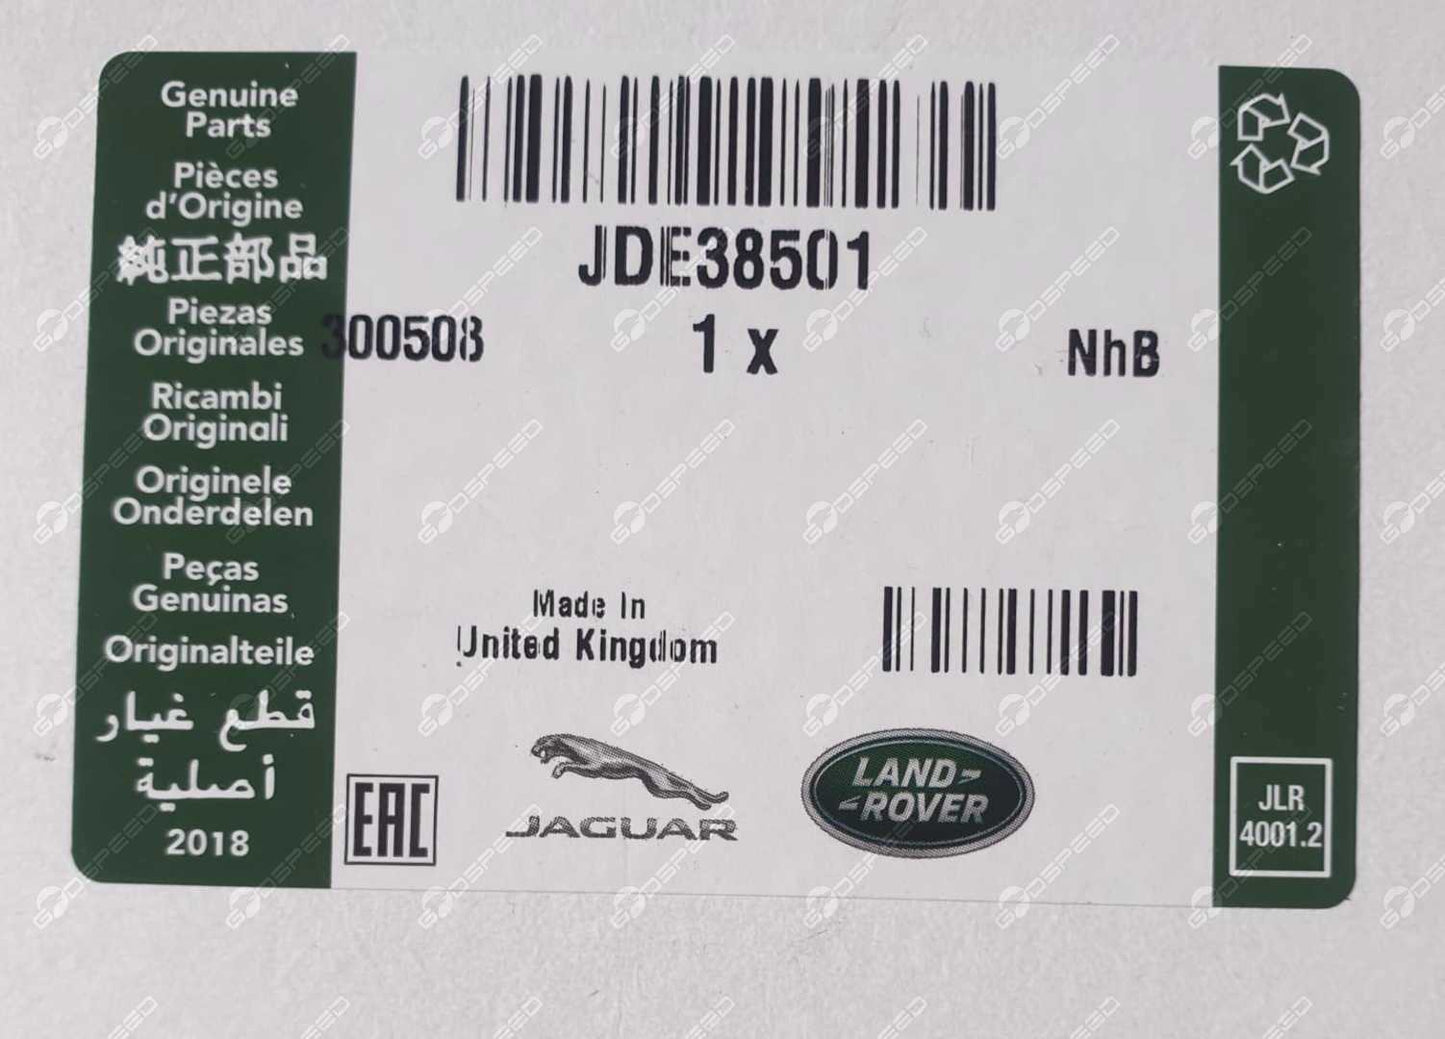 Genuine
Parts
Pièces
d'Origine
純正部品
Piezas
Originales
Ricambi
Originali
Originele
Onderdelen
Peças
Genuinas
Originalteile
قطع غيار
أصلية
2018
JDE38501
300508 1 x NhB
Made In
United Kingdom
EAC
JAGUAR
LAND-
-ROVER
JLR
4001.2
GODSPEED